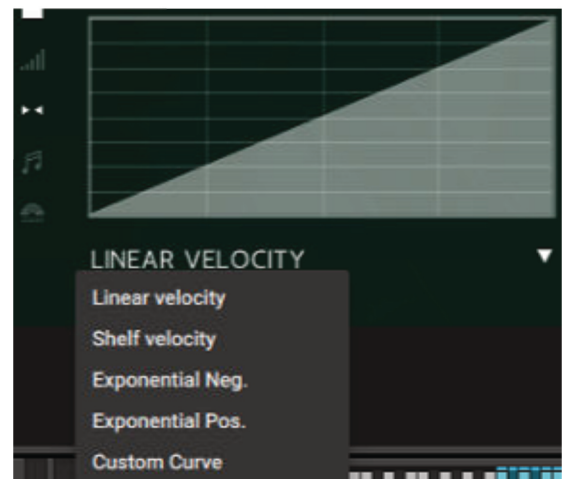 LINEAR VELOCITY
Linear velocity
Shelf velocity
Exponential Neg.
Exponential Pos.
Custom Curve